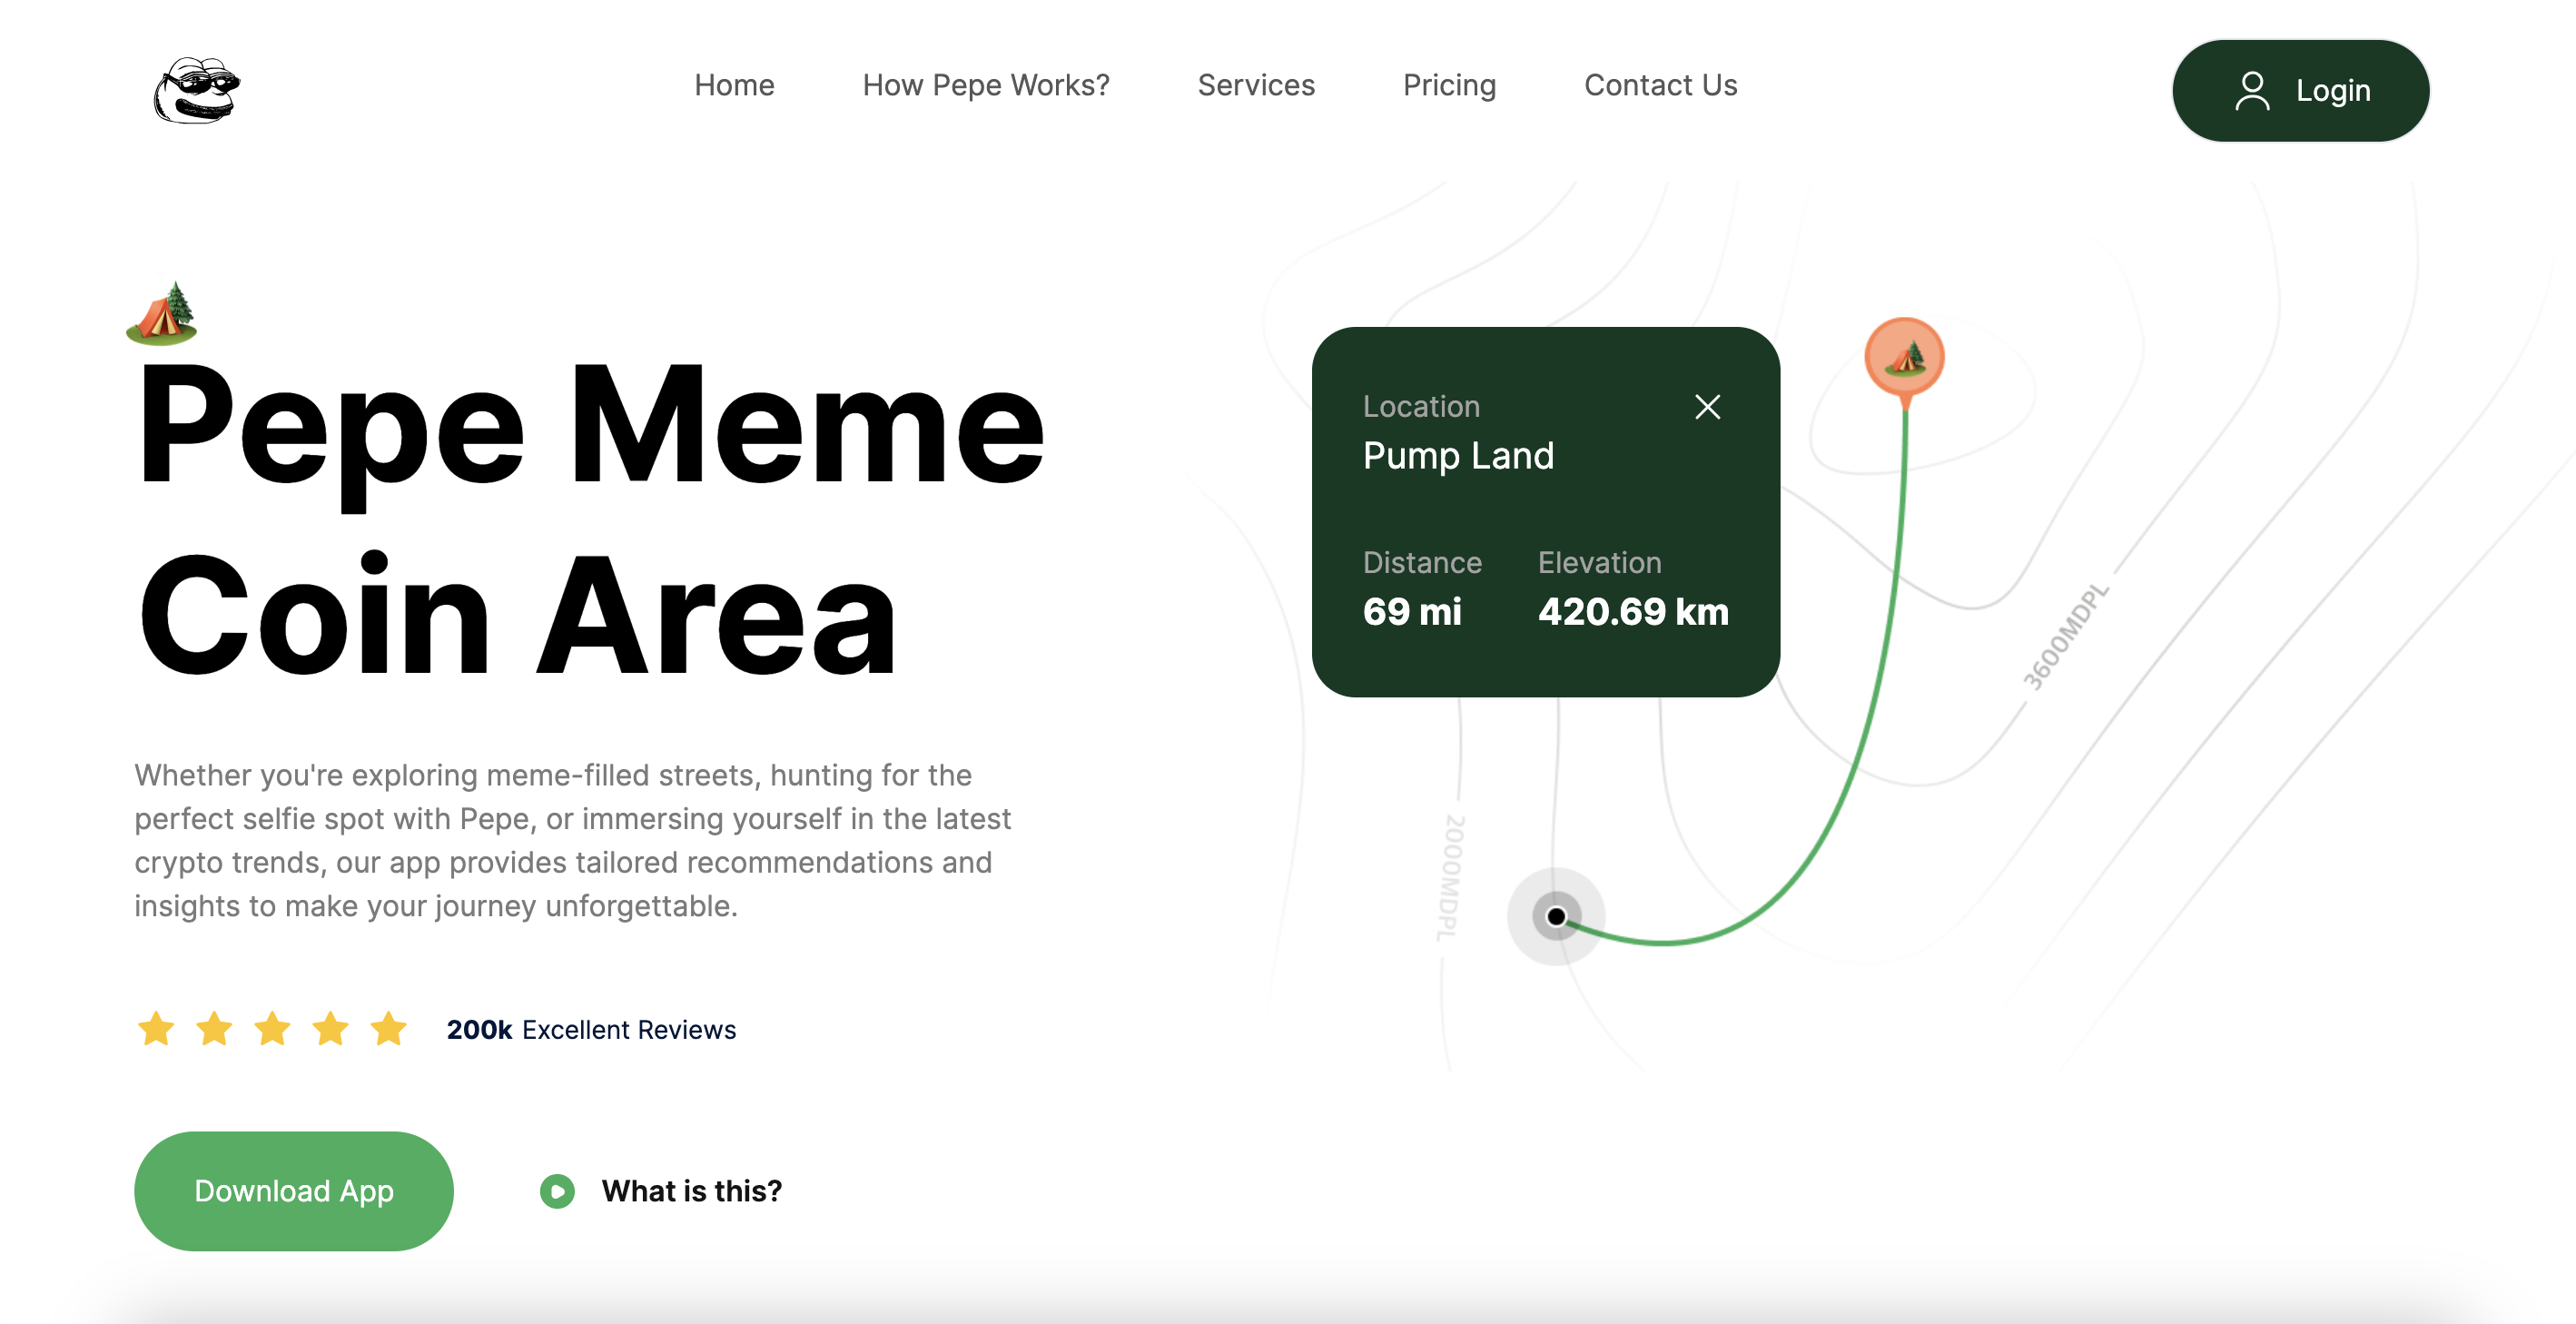 Home
How Pepe Works?
Services
Pricing
Contact Us
Login
Pepe Meme
Coin Area
Whether you're exploring meme-filled streets, hunting for the
perfect selfie spot with Pepe, or immersing yourself in the latest
crypto trends, our app provides tailored recommendations and
insights to make your journey unforgettable.
200k Excellent Reviews
Download App
What is this?
Location
Pump Land
Distance
69 mi
Elevation
420.69 km
3600MDPL
2000MDPL